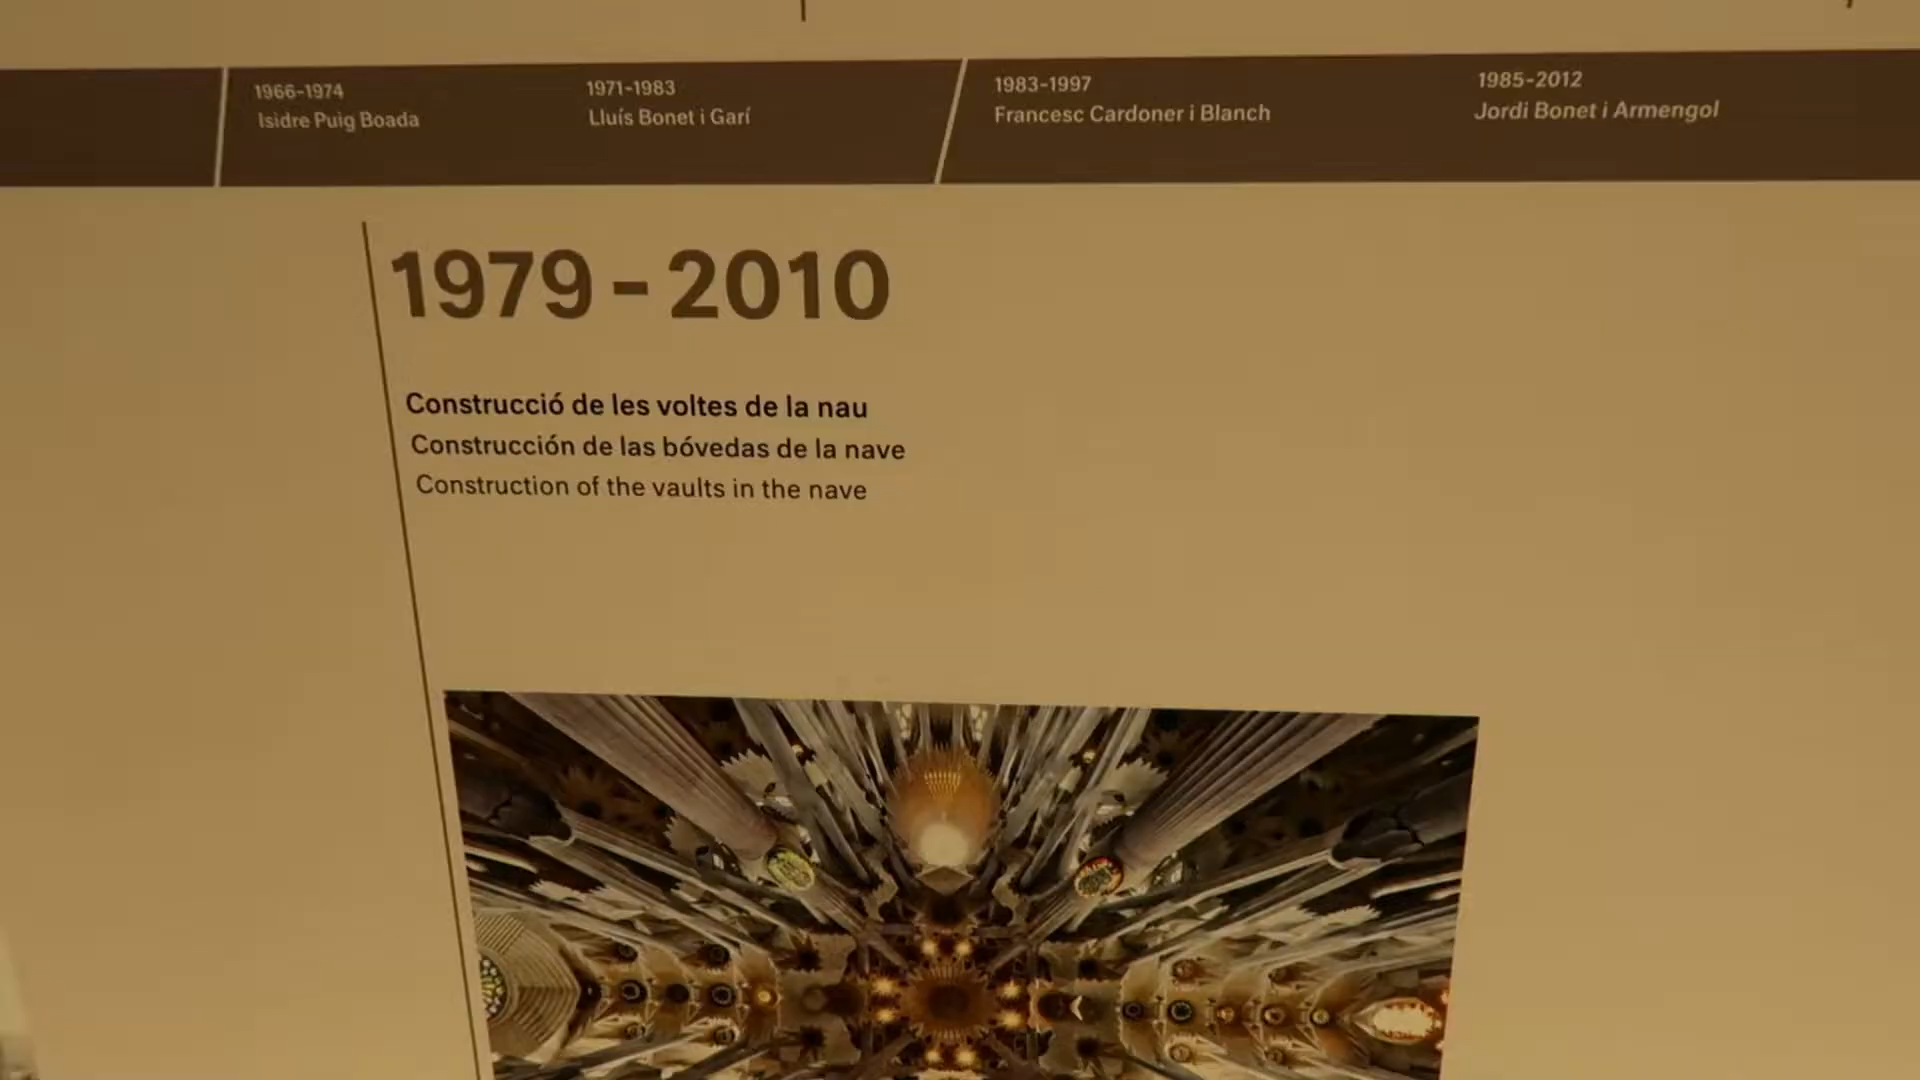 1966-1974
Isidre Puig Boada
1971-1983
Lluís Bonet i Garí
1983-1997
Francesc Cardoner i Blanch
1985-2012
Jordi Bonet i Armengol
1979 - 2010
Construcció de les voltes de la nau
Construcción de las bóvedas de la nave
Construction of the vaults in the nave